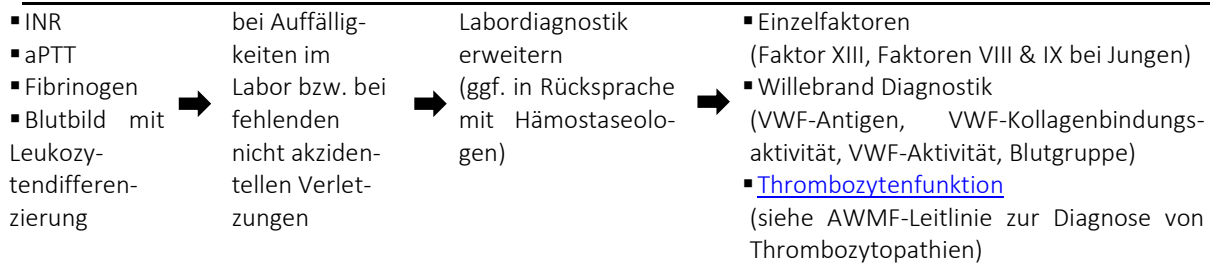 ▪ INR
▪ aPTT
▪ Fibrinogen
▪ Blutbild mit
Leukozy-
tendifferen-
zierung
bei Auffällig-
keiten im
Labor bzw. bei
fehlenden
nicht akziden-
tellen Verlet-
zungen
Labordiagnostik
erweitern
(ggf. in Rücksprache
mit Hämostaseolo-
gen)
▪ Einzelfaktoren
(Faktor XIII, Faktoren VIII & IX bei Jungen)
▪ Willebrand Diagnostik
(VWF-Antigen, VWF-Kollagenbindungs-
aktivität, VWF-Aktivität, Blutgruppe)
▪ Thrombozytenfunktion
(siehe AWMF-Leitlinie zur Diagnose von
Thrombozytopathien)